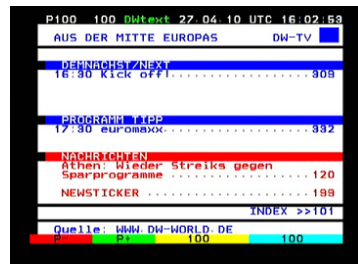 P100 100 DWtext 27.04.10 UTC 16:02:53
AUS DER MITTE EUROPAS DW-TV
DEMNÄCHST/NEXT
16:30 Kick off!.................... 309
PROGRAMM TIPP
17:30 euromaxx..................... 332
NACHRICHTEN
Athen: Wieder Streiks gegen
Sparprogramme ..................... 120
NEWSTICKER ........................ 199
INDEX >>101
Quelle: WWW.DW-WORLD.DE
P- P+ 100 100